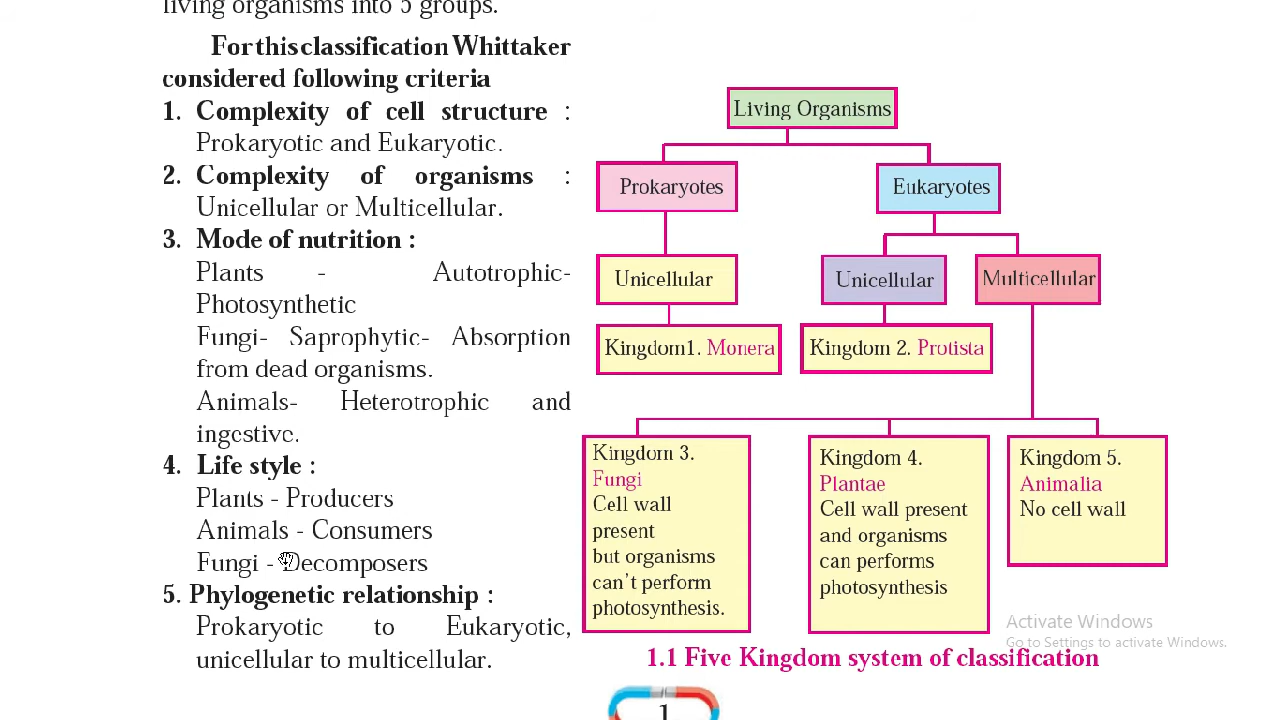 living organisms into 5 groups.
For this classification Whittaker
considered following criteria
1. Complexity of cell structure :
Prokaryotic and Eukaryotic.
2. Complexity of organisms :
Unicellular or Multicellular.
3. Mode of nutrition :
Plants - Autotrophic-
Photosynthetic
Fungi- Saprophytic- Absorption
from dead organisms.
Animals- Heterotrophic and
ingestive.
4. Life style :
Plants - Producers
Animals - Consumers
Fungi - Decomposers
5. Phylogenetic relationship :
Prokaryotic to Eukaryotic,
unicellular to multicellular.
Living Organisms
Prokaryotes
Eukaryotes
Unicellular
Unicellular
Multicellular
Kingdom1. Monera
Kingdom 2. Protista
Kingdom 3.
Fungi
Cell wall
present
but organisms
can't perform
photosynthesis.
Kingdom 4.
Plantae
Cell wall present
and organisms
can performs
photosynthesis
Kingdom 5.
Animalia
No cell wall
1.1 Five Kingdom system of classification
Activate Windows
Go to Settings to activate Windows.
1